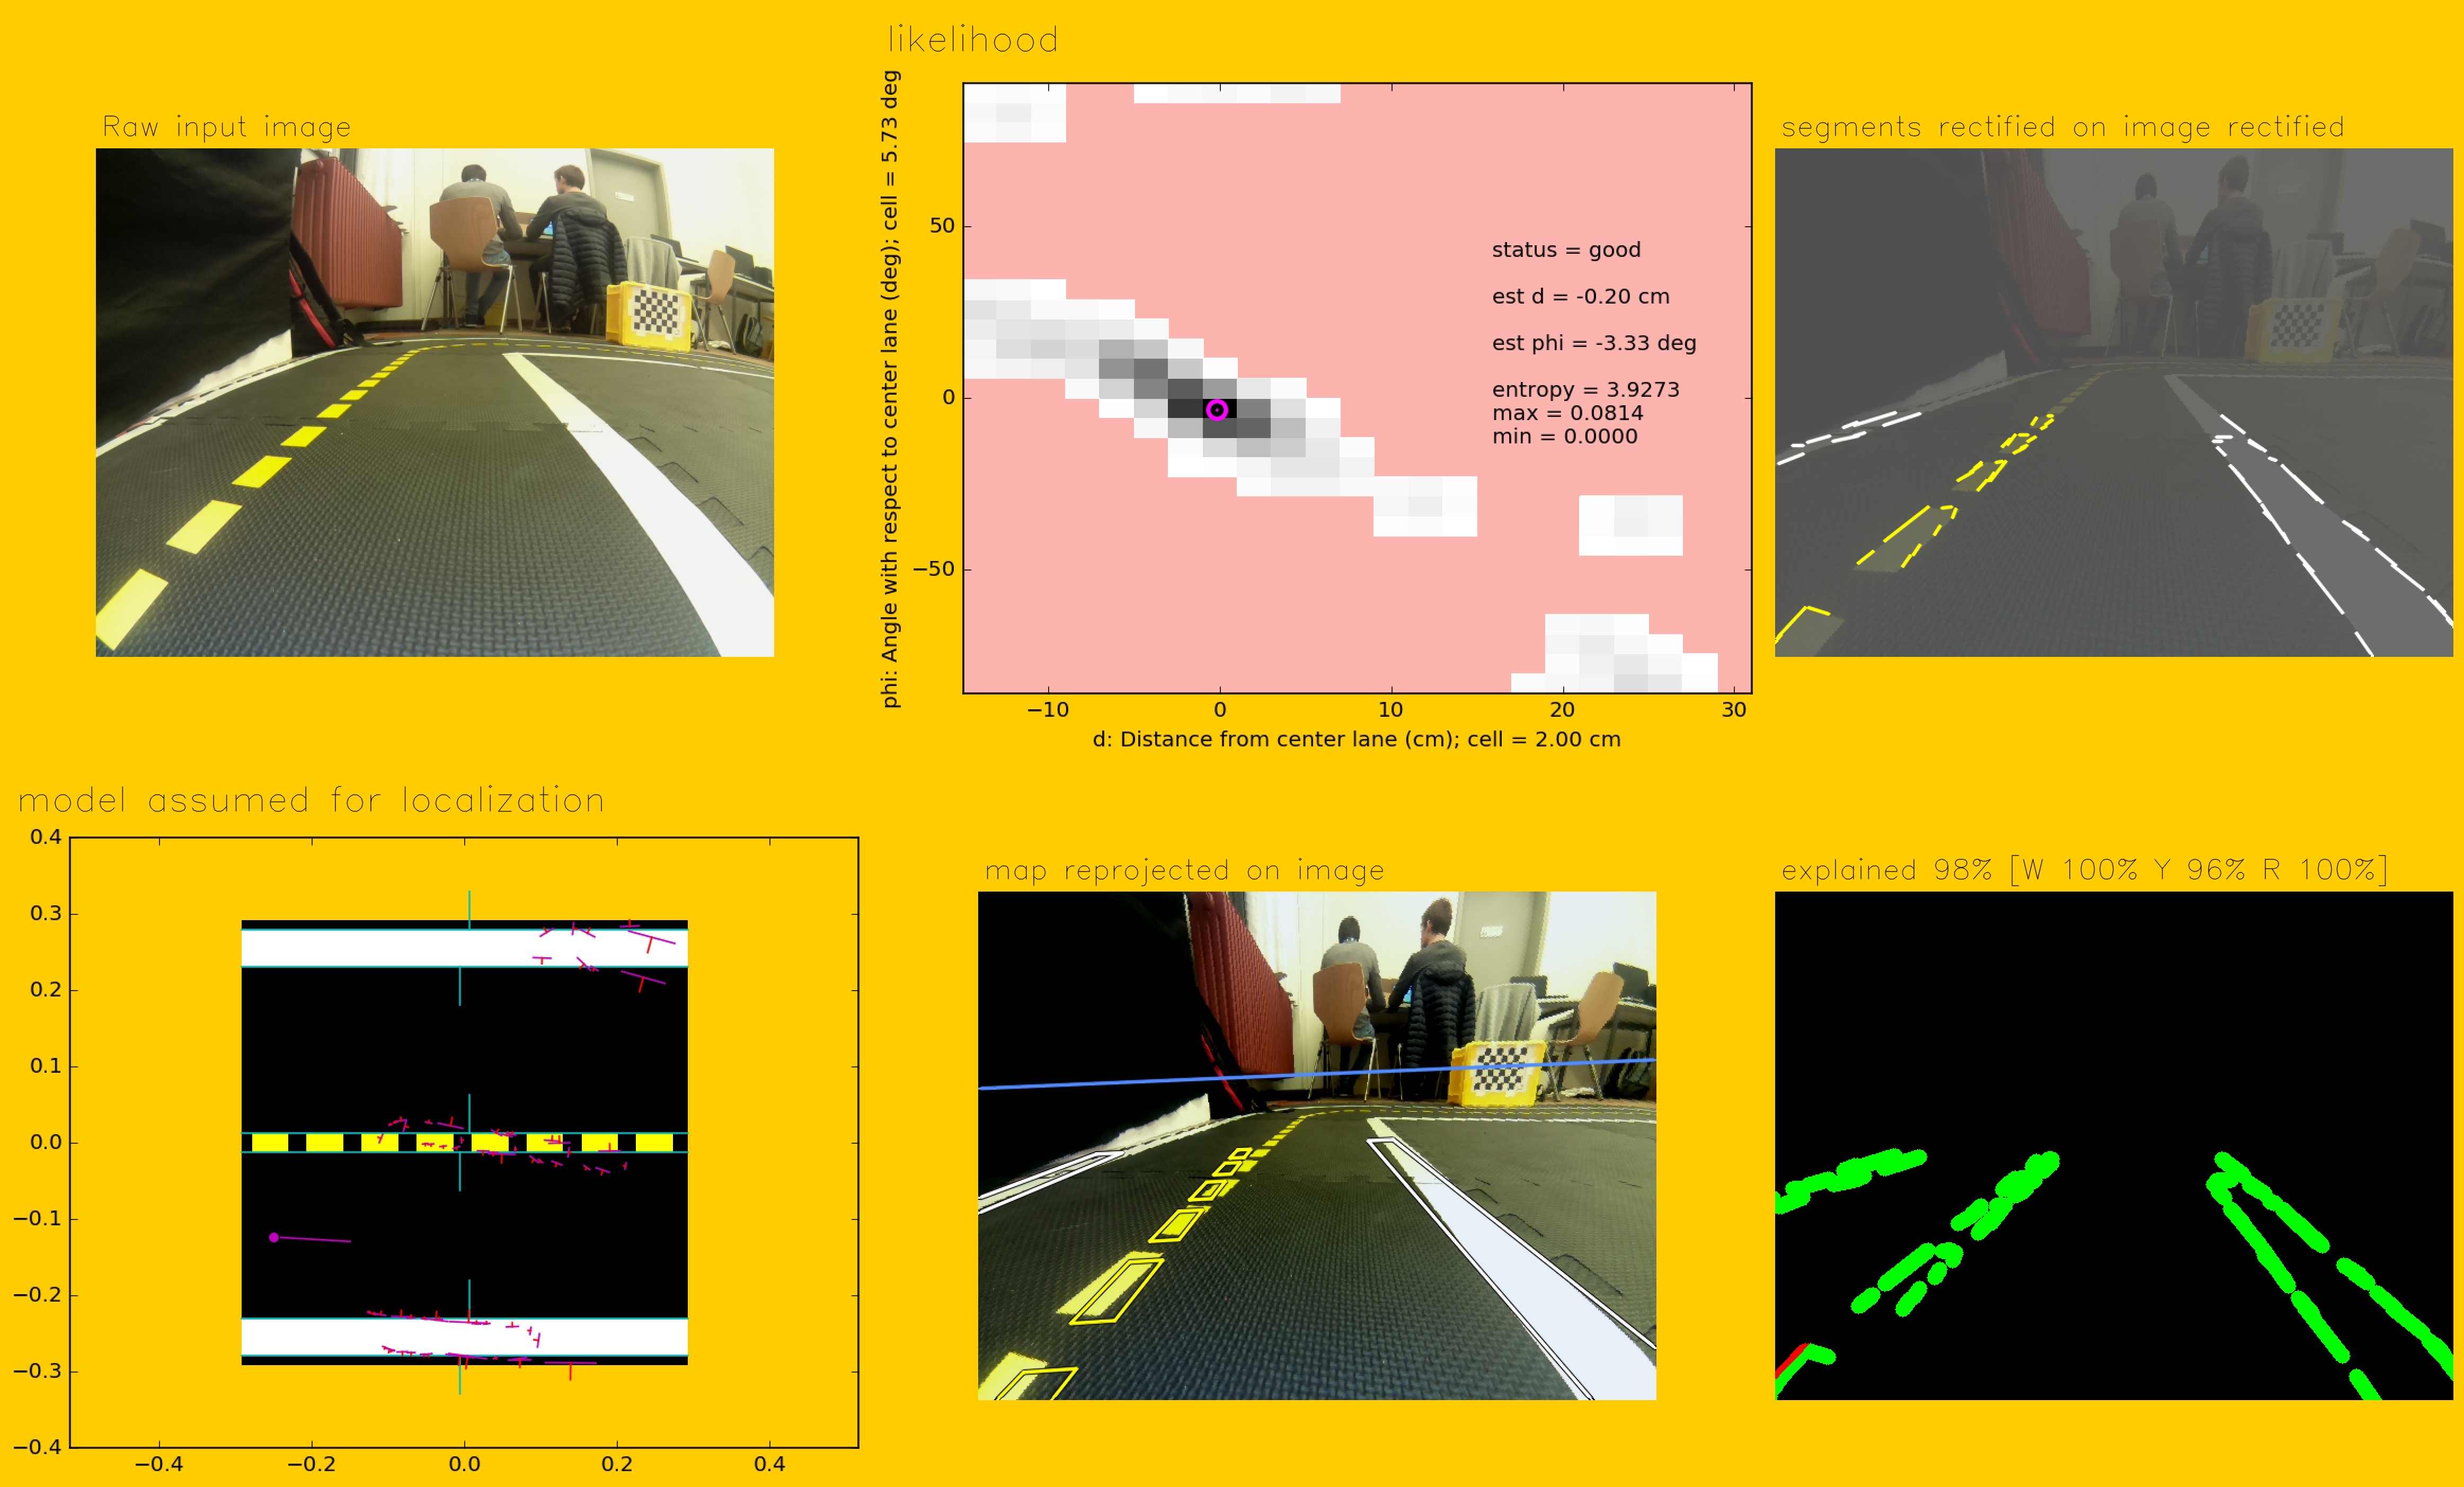 likelihood
Raw input image
segments rectified on image rectified
phi: Angle with respect to center lane (deg); cell = 5.73 deg
50
0
−50
status = good
est d = -0.20 cm
est phi = -3.33 deg
entropy = 3.9273
max = 0.0814
min = 0.0000
−10
0
10
20
30
d: Distance from center lane (cm); cell = 2.00 cm
model assumed for localization
0.4
0.3
0.2
0.1
0.0
−0.1
−0.2
−0.3
−0.4
−0.4
−0.2
0.0
0.2
0.4
map reprojected on image
explained 98% [W 100% Y 96% R 100%]